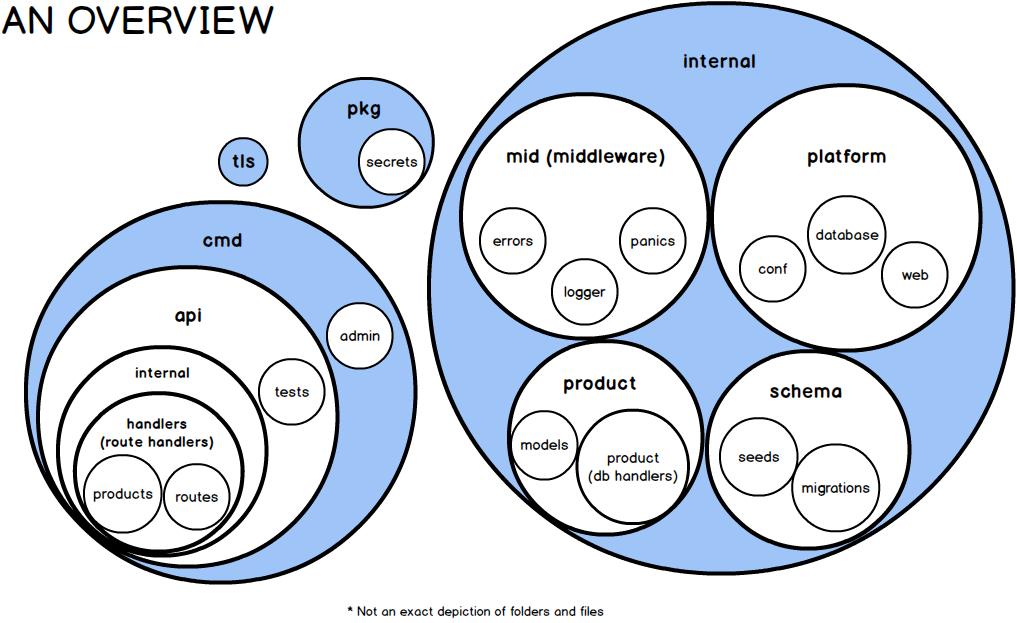 AN OVERVIEW
tls
pkg
secrets
cmd
api
admin
internal
tests
handlers
(route handlers)
products
routes
internal
mid (middleware)
errors
logger
panics
platform
conf
database
web
product
models
product
(db handlers)
schema
seeds
migrations
* Not an exact depiction of folders and files